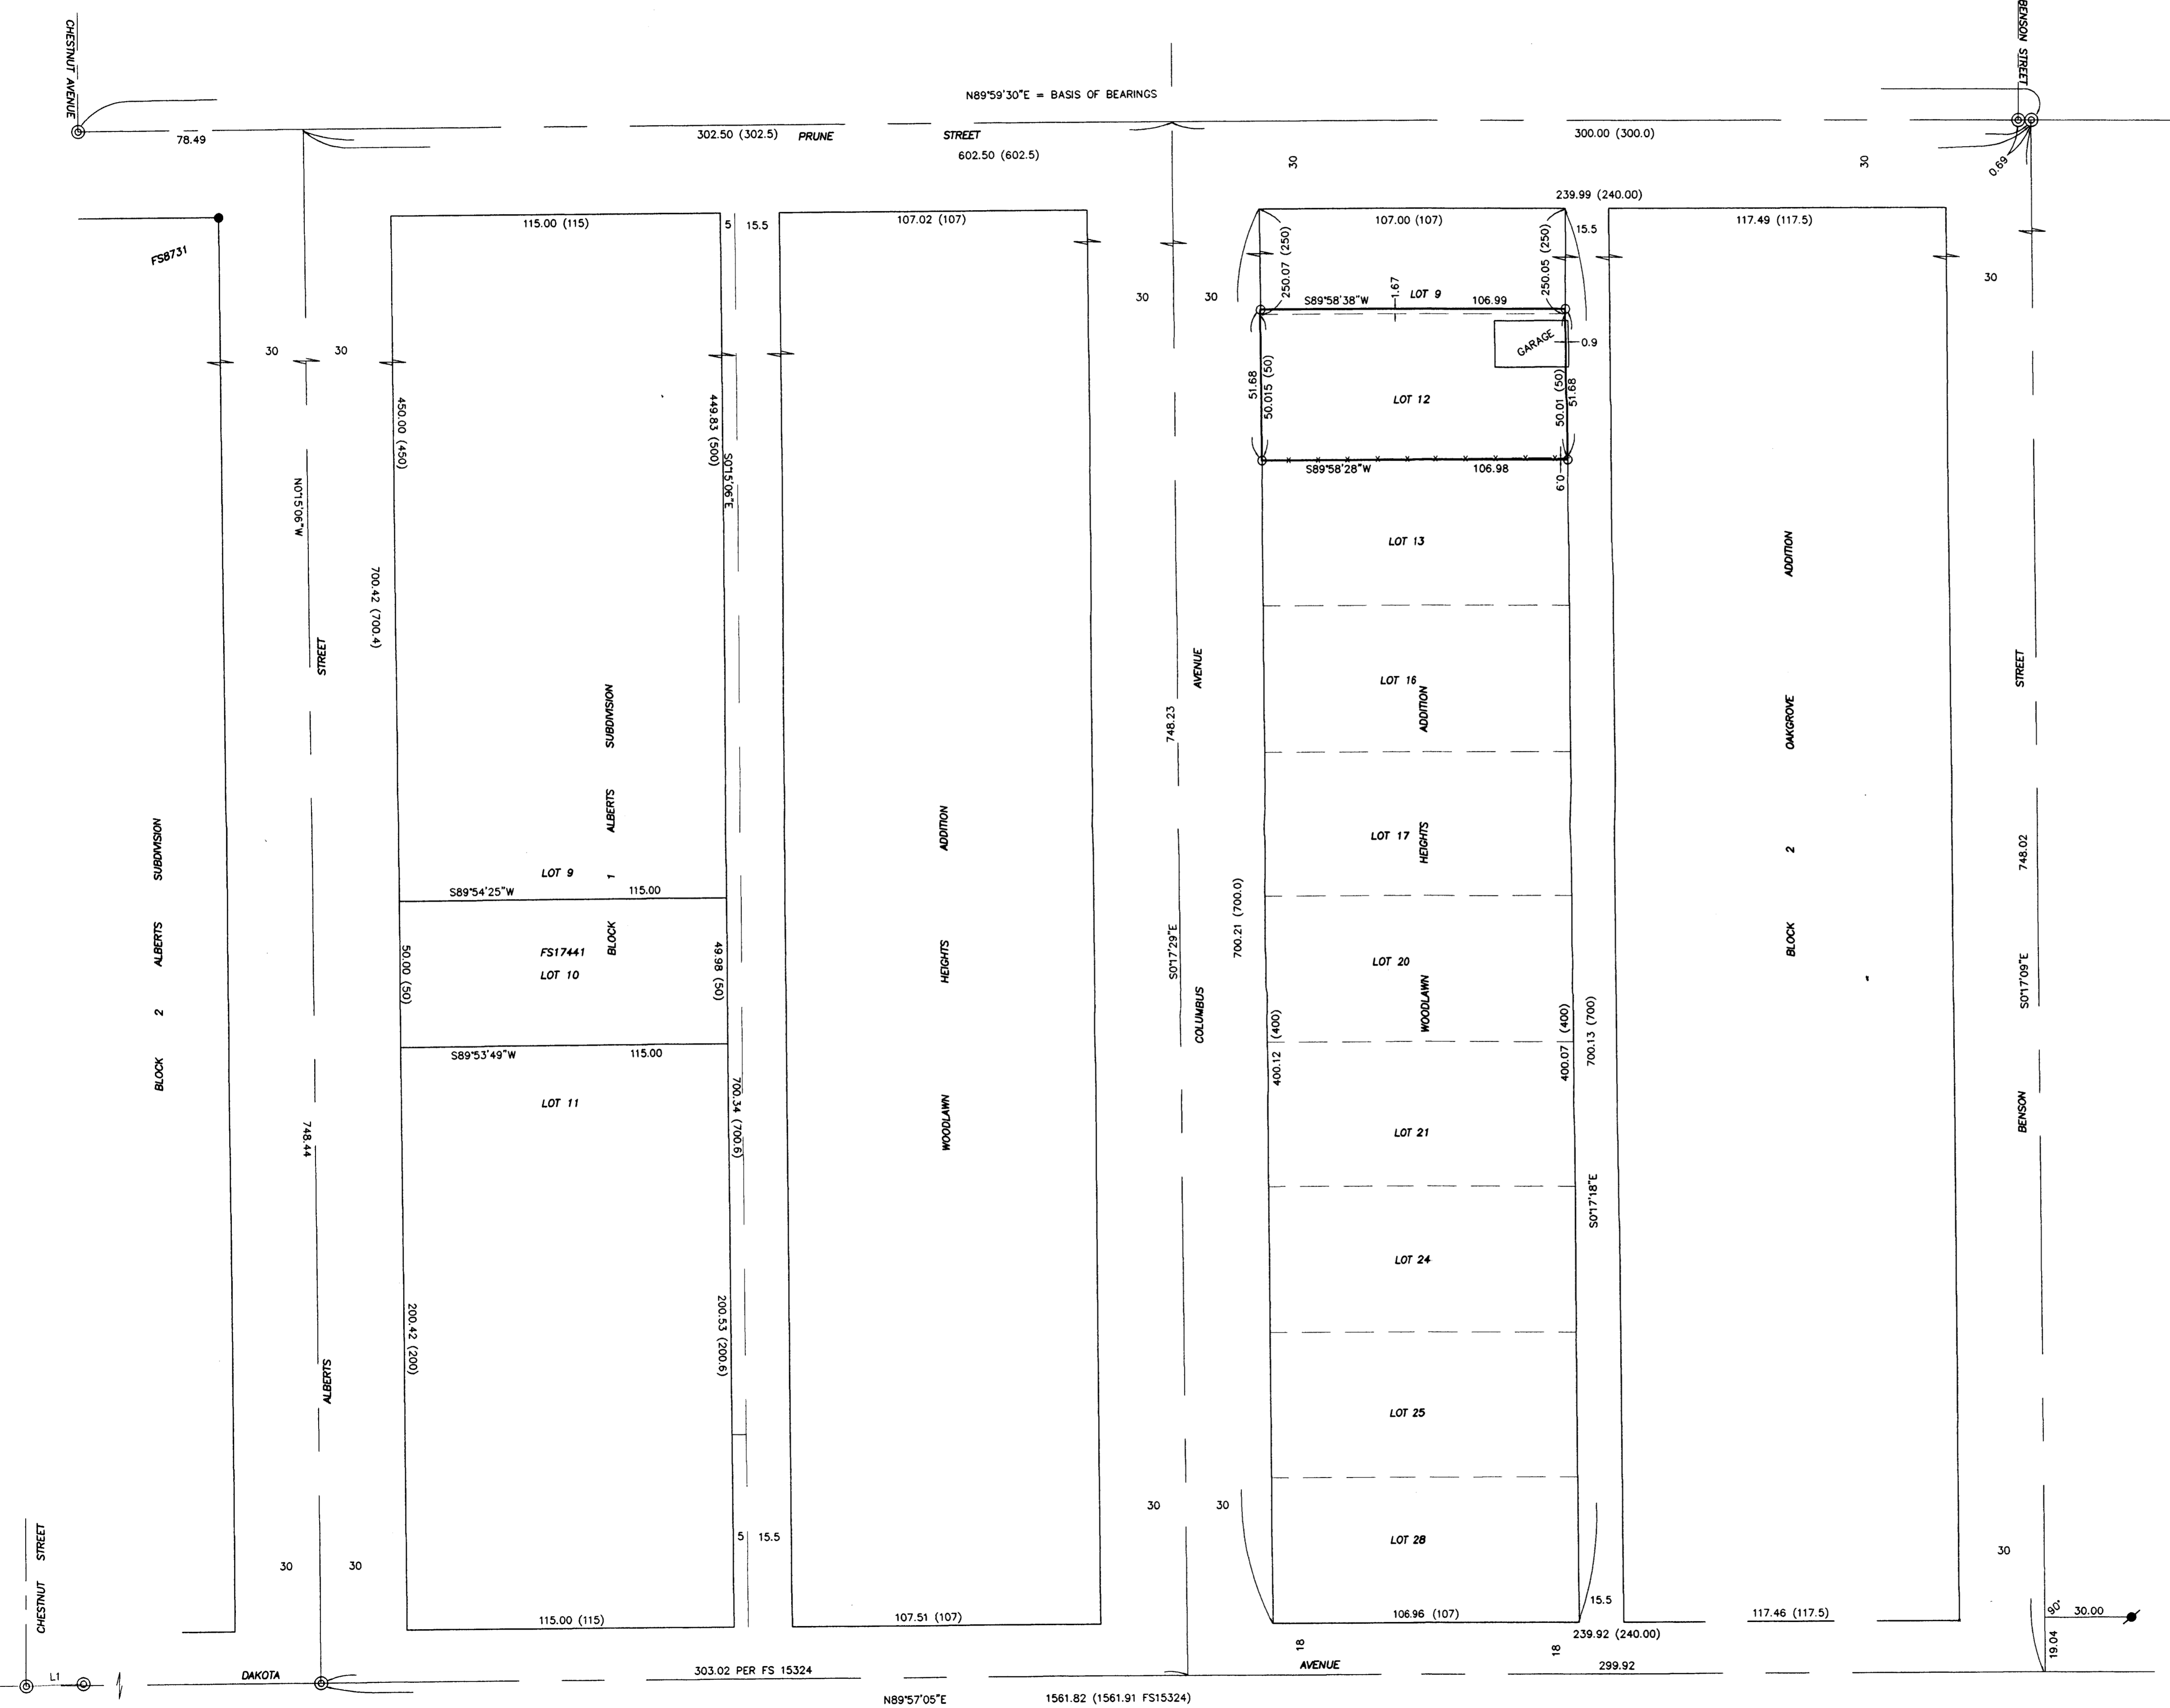 CHESTNUT AVENUE
BENSON STREET
N89°59'30"E = BASIS OF BEARINGS
78.49
302.50 (302.5)
PRUNE
STREET
602.50 (602.5)
300.00 (300.0)
30
30
0.69
239.99 (240.00)
FS8731
115.00 (115)
5
15.5
107.02 (107)
107.00 (107)
15.5
117.49 (117.5)
30
30
30
30
30
250.07 (250)
250.05 (250)
1.67
LOT 9
S89°58'38"W
106.99
GARAGE
0.9
51.68
50.015 (50)
50.01 (50)
51.68
LOT 12
S89°58'28"W
106.98
0.9
450.00 (450)
449.83 (500)
S0°15'06"E
N0°15'06"W
LOT 13
ADDITION
700.42 (700.4)
STREET
SUBDIVISION
AVENUE
LOT 16
ADDITION
STREET
748.23
OAKGROVE
SUBDIVISION
ALBERTS
ADDITION
LOT 17
HEIGHTS
2
748.02
LOT 9
1
S89°54'25"W
115.00
700.21 (700.0)
ALBERTS
BLOCK
FS17441
LOT 10
50.00 (50)
49.98 (50)
HEIGHTS
S0°17'29"E
LOT 20
BLOCK
S0°17'09"E
2
COLUMBUS
WOODLAWN
400.12 (400)
400.07 (400)
700.13 (700)
BLOCK
S89°53'49"W
115.00
LOT 11
748.44
700.34 (700.6)
WOODLAWN
LOT 21
BENSON
S0°17'18"E
LOT 24
200.42 (200)
200.53 (200.6)
ALBERTS
LOT 25
30
30
5
15.5
LOT 28
30
CHESTNUT STREET
30
30
115.00 (115)
107.51 (107)
106.96 (107)
15.5
117.46 (117.5)
90°
30.00
239.92 (240.00)
18
18
19.04
L1
DAKOTA
303.02 PER FS 15324
AVENUE
299.92
N89°57'05"E
1561.82 (1561.91 FS15324)